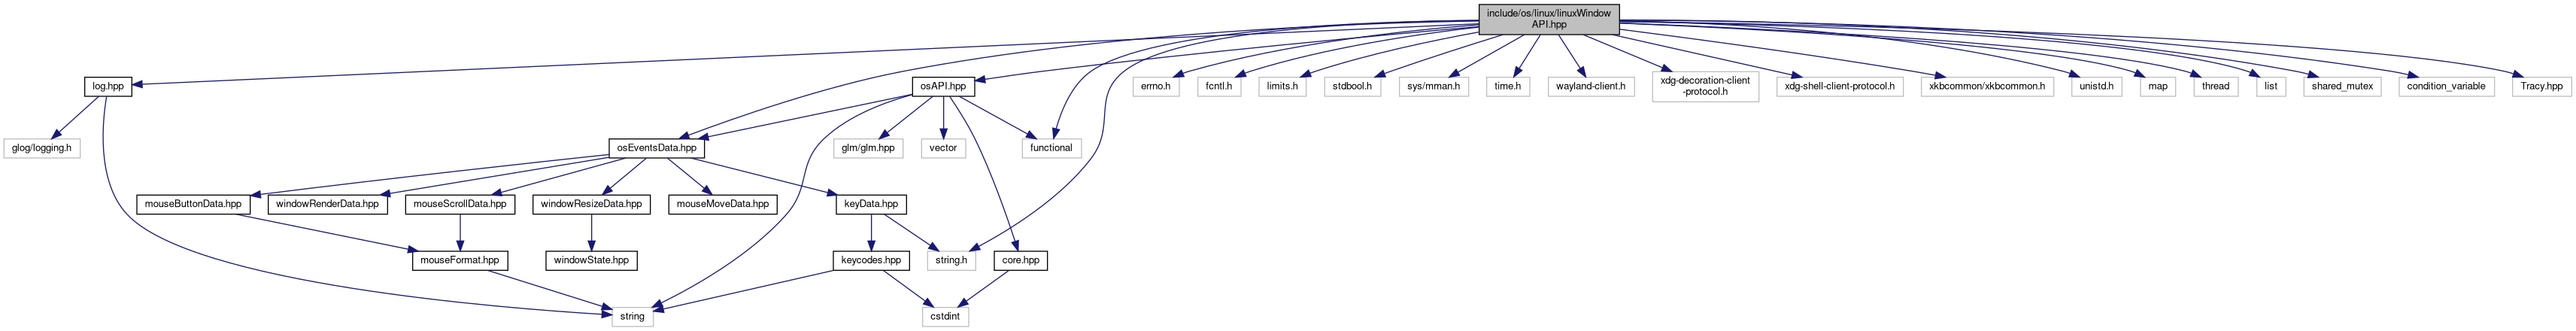 include/os/linux/linuxWindow
API.hpp
log.hpp
osAPI.hpp
errno.h
fcntl.h
limits.h
stdbool.h
sys/mman.h
time.h
wayland-client.h
xdg-decoration-client
-protocol.h
xdg-shell-client-protocol.h
xkbcommon/xkbcommon.h
unistd.h
map
thread
list
shared_mutex
condition_variable
Tracy.hpp
glog/logging.h
osEventsData.hpp
glm/glm.hpp
vector
functional
mouseButtonData.hpp
windowRenderData.hpp
mouseScrollData.hpp
windowResizeData.hpp
mouseMoveData.hpp
keyData.hpp
mouseFormat.hpp
windowState.hpp
keycodes.hpp
string.h
core.hpp
string
cstdint